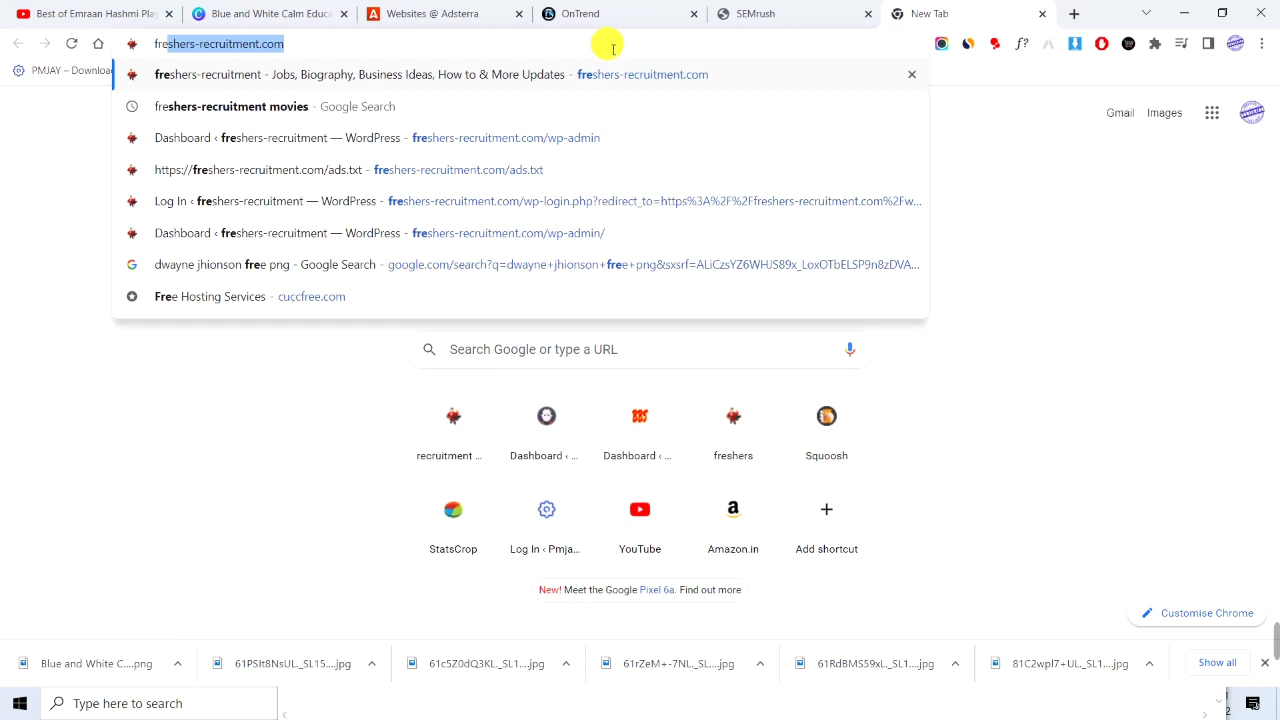 Best of Pandit Hashmi Play
Blue and White Calm Educa
Websites @ Adsterra
OnTrend
SEMrush
New Tab
freshers-recruitment.com
PMJAY – Download
freshers-recruitment - Jobs, Biography, Business Ideas, How to & More Updates - freshers-recruitment.com
freshers-recruitment movies - Google Search
Dashboard ‹ freshers-recruitment — WordPress - freshers-recruitment.com/wp-admin
https://freshers-recruitment.com/ads.txt - freshers-recruitment.com/ads.txt
Log In ‹ freshers-recruitment — WordPress - freshers-recruitment.com/wp-login.php?redirect_to=https%3A%2F%2Ffreshers-recruitment.com%2Fw...
Dashboard ‹ freshers-recruitment — WordPress - freshers-recruitment.com/wp-admin/
dwayne jhionson free png - Google Search - google.com/search?q=dwayne+jhionson+free+png&sxsrf=ALiCzsYZ6WHJS89x_LoxOTbELSP9n8zDVA...
Free Hosting Services - cuccfree.com
Gmail Images
Search Google or type a URL
recruitment ...
Dashboard ‹ ...
Dashboard ‹ ...
freshers
Squoosh
StatsCrop
Log In ‹ Pmja...
YouTube
Amazon.in
Add shortcut
New! Meet the Google Pixel 6a. Find out more
Customise Chrome
Blue and White C....png
61PSIt8NsUL._SL15....jpg
61c5Z0dQ3KL._SL1....jpg
61rZeM+-7NL._SL....jpg
61RdBMS59xL._SL1....jpg
81C2wpI7+UL._SL1....jpg
Show all
Type here to search